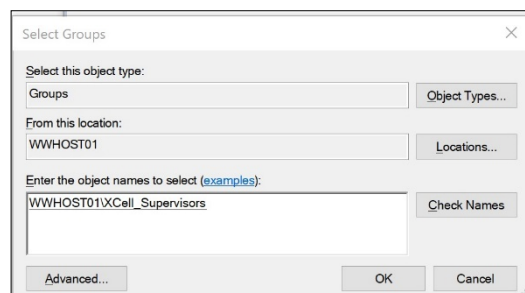 Select Groups
Select this object type:
Groups
Object Types...
From this location:
WWHOST01
Locations...
Enter the object names to select (examples):
WWHOST01\XCell_Supervisors
Check Names
Advanced...
OK
Cancel